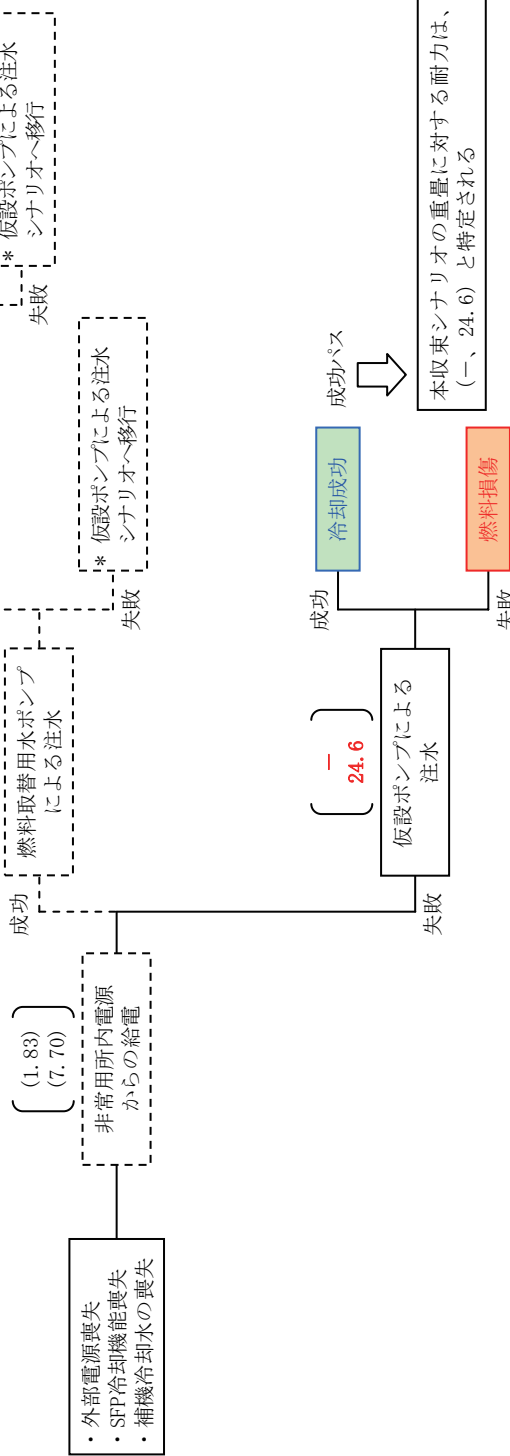 ・外部電源喪失
・SFP冷却機能喪失
・補機冷却水の喪失
(1.83)
(7.70)
非常用所内電源
からの給電
成功
燃料取替用水ポンプ
による注水
失敗
* 仮設ポンプによる注水
シナリオへ移行
失敗
* 仮設ポンプによる注水
シナリオへ移行
失敗
－
24.6
仮設ポンプによる
注水
成功
冷却成功
失敗
燃料損傷
成功パス
本収束シナリオの重畳に対する耐力は、
(－、24.6) と特定される